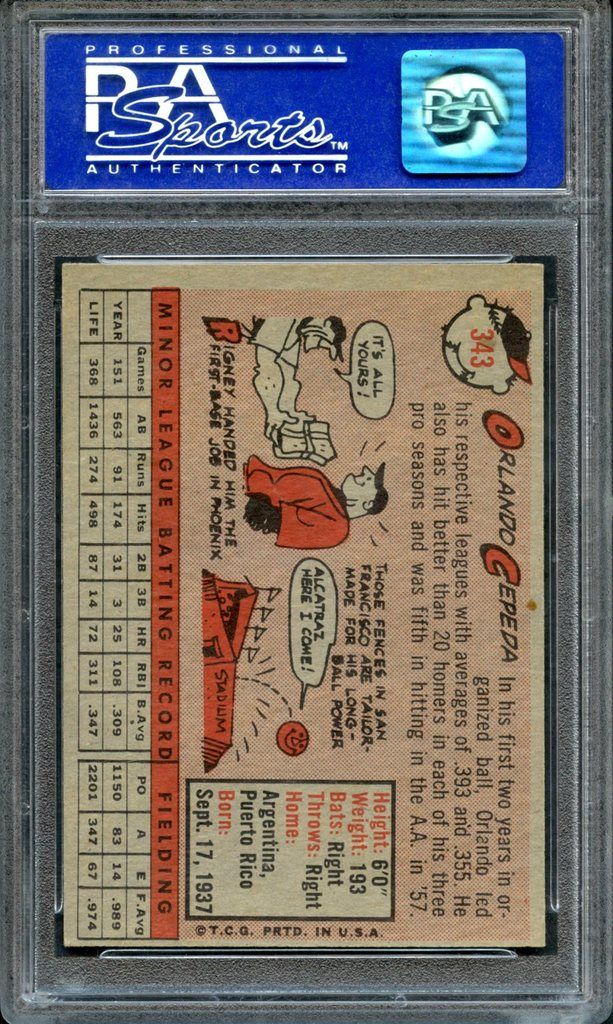 PROFESSIONAL
PSA
Sports™
AUTHENTICATOR
PSA
343
ORLANDO CEPEDA In his first two years in or-
ganized ball, Orlando led
his respective leagues with averages of .393 and .355. He
also has hit better than 20 homers in each of his three
pro seasons and was fifth in hitting in the A.A. in '57.
IT'S ALL
YOURS!
RIGNEY HANDED HIM THE
FIRST-BASE JOB IN PHOENIX
THOSE FENCES IN SAN
FRANCISCO ARE TAILOR-
MADE FOR HIS LONG-
BALL POWER
ALCATRAZ
HERE I COME!
STADIUM
Height: 6'0"
Weight: 193
Bats: Right
Throws: Right
Home:
Argentina,
Puerto Rico
Born:
Sept. 17, 1937
©T.C.G. PRTD. IN U.S.A.
MINOR LEAGUE BATTING RECORD FIELDING
Games AB Runs Hits 2B 3B HR RBI B.Avg PO A E F.Avg
YEAR 151 563 91 174 31 3 25 108 .309 1150 83 14 .989
LIFE 368 1436 274 498 87 14 72 311 .347 2201 347 67 .974